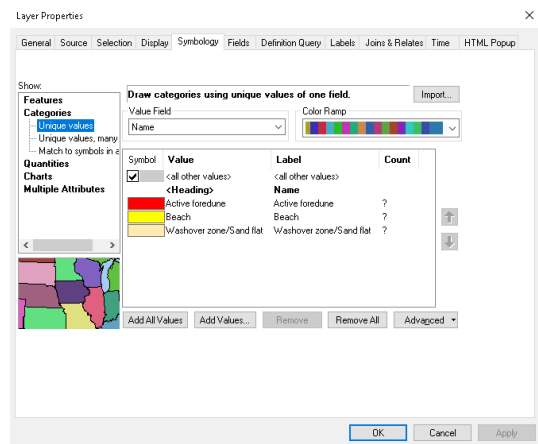 Layer Properties
General Source Selection Display Symbology Fields Definition Query Labels Joins & Relates Time HTML Popup
Show:
Features
Categories
Unique values
Unique values, many
Match to symbols in a
Quantities
Charts
Multiple Attributes
Draw categories using unique values of one field.
Import...
Value Field
Name
Color Ramp
Symbol Value Label Count
<all other values> <all other values>
<Heading> Name
Active foredune Active foredune ?
Beach Beach ?
Washover zone/Sand flat Washover zone/Sand flat ?
Add All Values Add Values... Remove Remove All Advanced
OK Cancel Apply